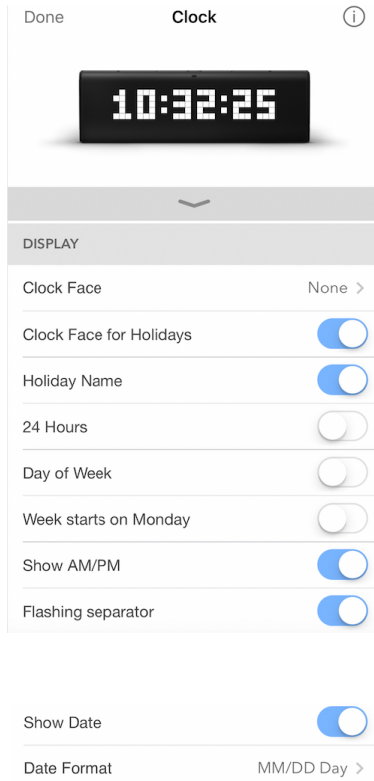 Done Clock i
10:32:25
DISPLAY
Clock Face None
Clock Face for Holidays
Holiday Name
24 Hours
Day of Week
Week starts on Monday
Show AM/PM
Flashing separator
Show Date
Date Format MM/DD Day